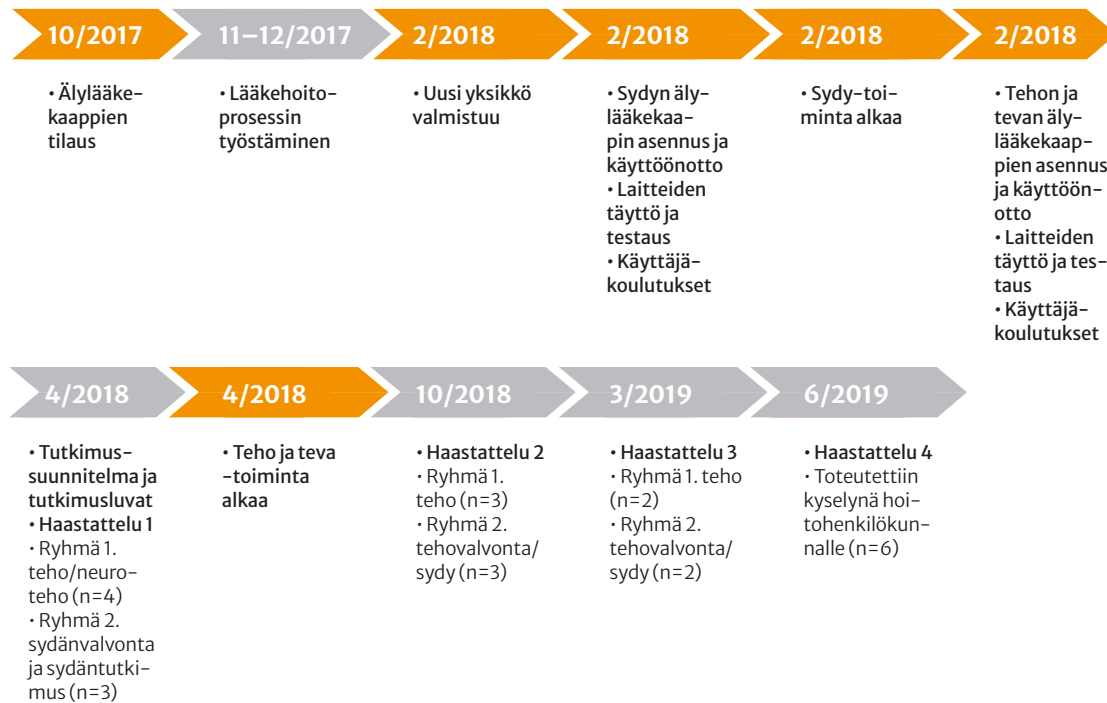 10/2017
11–12/2017
2/2018
2/2018
2/2018
2/2018
• Älylääke-
kaappien
tilaus
• Lääkehoito-
prosessin
työstäminen
• Uusi yksikkö
valmistuu
• Sydyn äly-
lääkekaa-
pin asennus ja
käyttöönotto
• Laitteiden
täyttö ja
testaus
• Käyttäjä-
koulutukset
• Sydy-toi-
minta alkaa
• Tehon ja
tevan äly-
lääkekaap-
pien asennus
ja käyttöön-
otto
• Laitteiden
täyttö ja tes-
taus
• Käyttäjä-
koulutukset
4/2018
4/2018
10/2018
3/2019
6/2019
• Tutkimus-
suunnitelma ja
tutkimusluvat
• Haastattelu 1
• Ryhmä 1.
teho/neuro-
teho (n=4)
• Ryhmä 2.
sydänvalvonta
ja sydäntutki-
mus (n=3)
• Teho ja teva
-toiminta
alkaa
• Haastattelu 2
• Ryhmä 1.
teho (n=3)
• Ryhmä 2.
tehovalvonta/
sydy (n=3)
• Haastattelu 3
• Ryhmä 1. teho
(n=2)
• Ryhmä 2.
tehovalvonta/
sydy (n=2)
• Haastattelu 4
• Toteutettiin
kyselynä hoi-
tohenkilökun-
nalle (n=6)